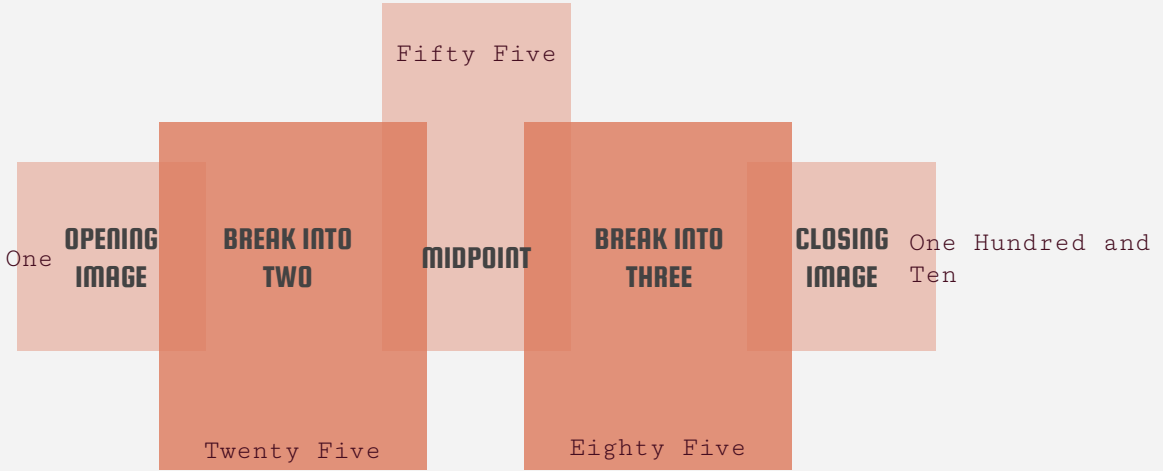 Fifty Five
One
OPENING
IMAGE
BREAK INTO
TWO
MIDPOINT
BREAK INTO
THREE
CLOSING
IMAGE
One Hundred and
Ten
Twenty Five
Eighty Five